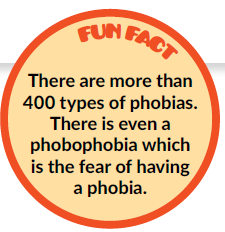 FUN FACT
There are more than
400 types of phobias.
There is even a
phobophobia which
is the fear of having
a phobia.